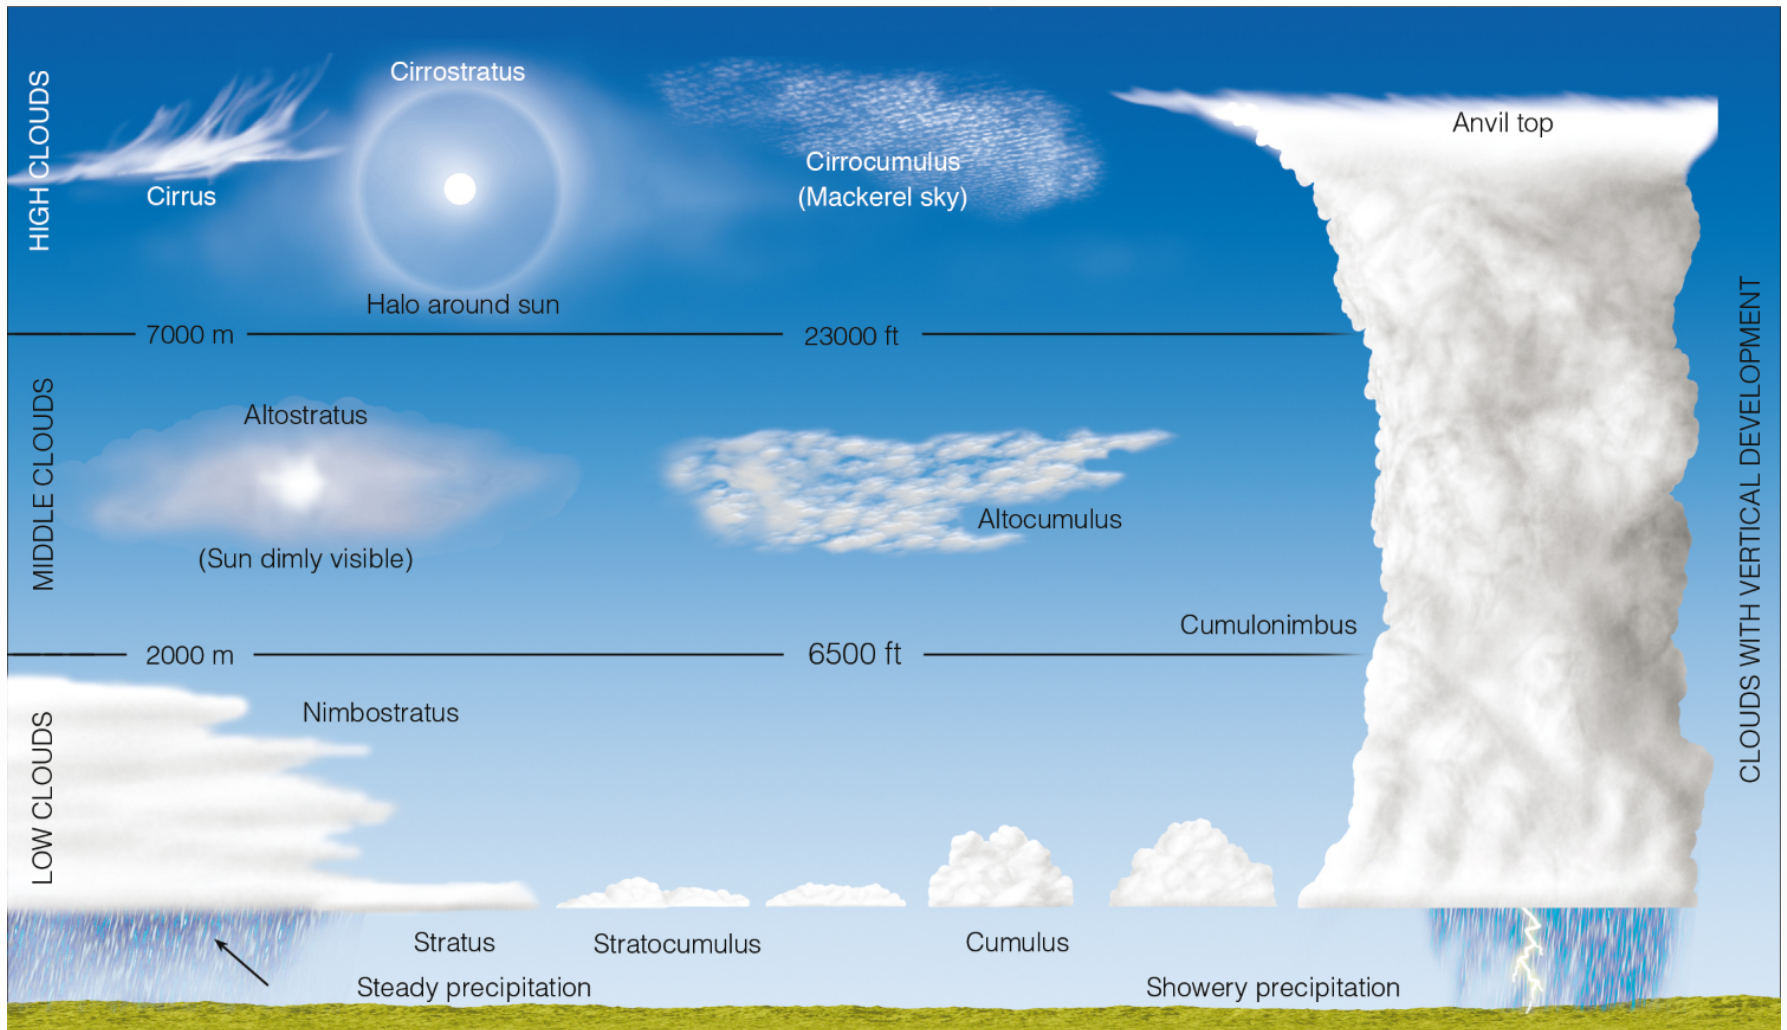 HIGH CLOUDS
Cirrus
Cirrostratus
Halo around sun
Cirrocumulus
(Mackerel sky)
Anvil top
7000 m
23000 ft
MIDDLE CLOUDS
Altostratus
(Sun dimly visible)
Altocumulus
Cumulonimbus
CLOUDS WITH VERTICAL DEVELOPMENT
2000 m
6500 ft
LOW CLOUDS
Nimbostratus
Stratus
Stratocumulus
Cumulus
Steady precipitation
Showery precipitation